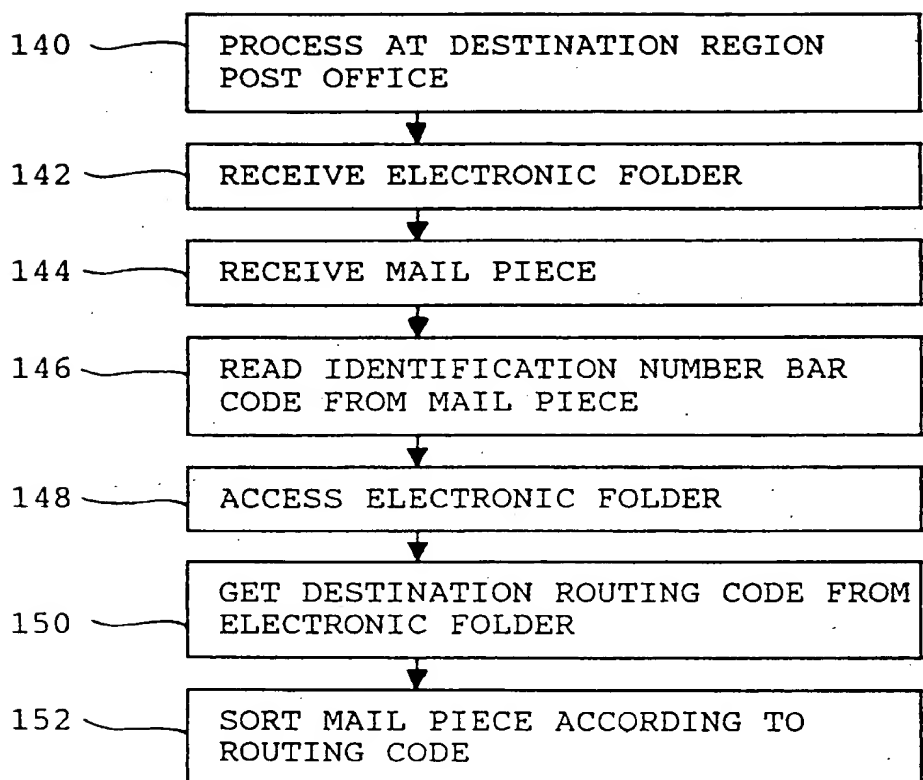 140 PROCESS AT DESTINATION REGION
POST OFFICE
142 RECEIVE ELECTRONIC FOLDER
144 RECEIVE MAIL PIECE
146 READ IDENTIFICATION NUMBER BAR
CODE FROM MAIL PIECE
148 ACCESS ELECTRONIC FOLDER
GET DESTINATION ROUTING CODE FROM
150 ELECTRONIC FOLDER
152 SORT MAIL PIECE ACCORDING TO
ROUTING CODE